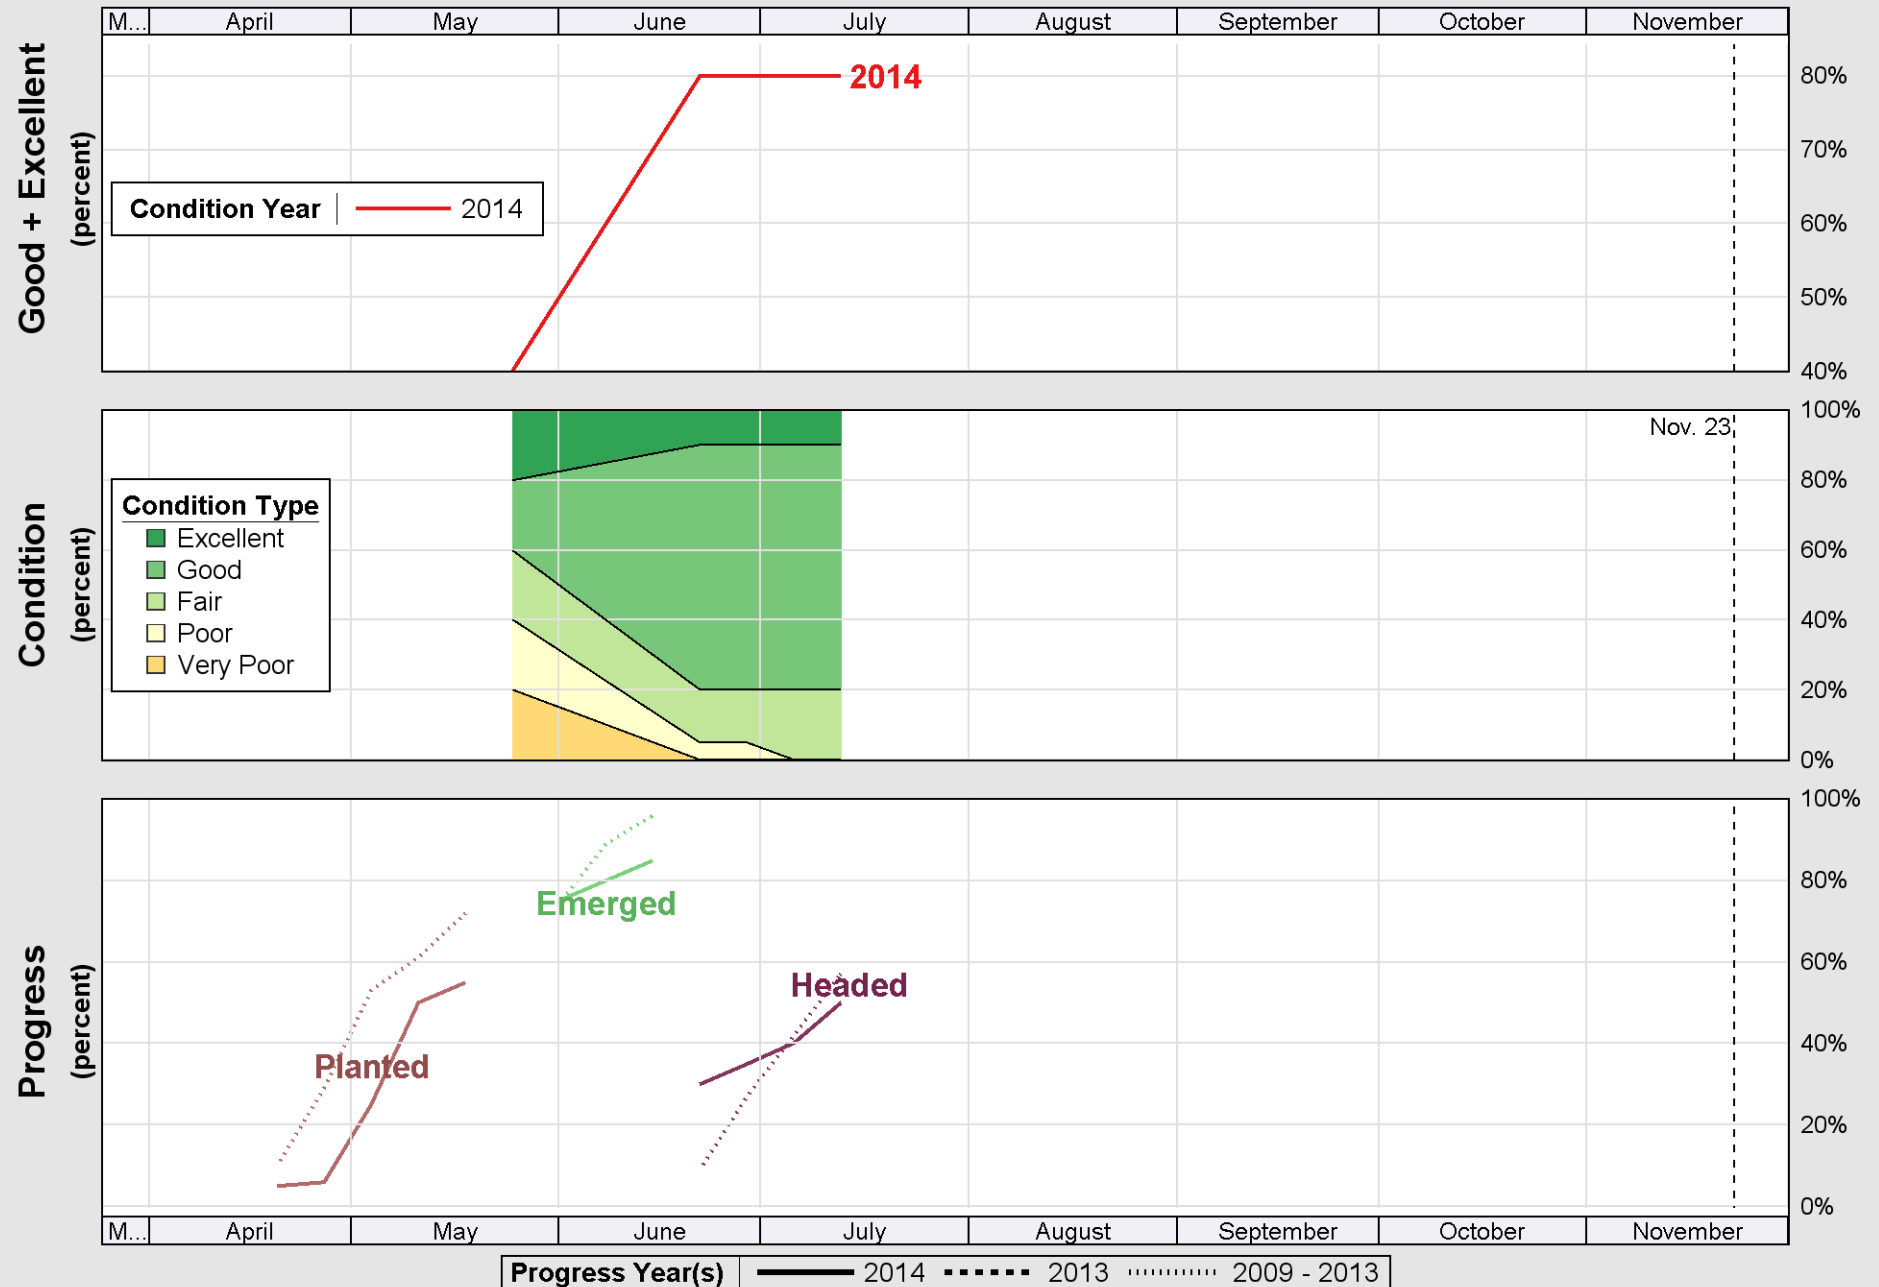 M... April May June July August September October November
Good + Excellent
(percent)
80%
70%
60%
50%
40%
2014
Condition Year 2014
Condition
(percent)
100%
80%
60%
40%
20%
0%
Nov. 23
Condition Type
Excellent
Good
Fair
Poor
Very Poor
Progress
(percent)
100%
80%
60%
40%
20%
0%
Emerged
Headed
Planted
M... April May June July August September October November
Progress Year(s) 2014 2013 2009 - 2013